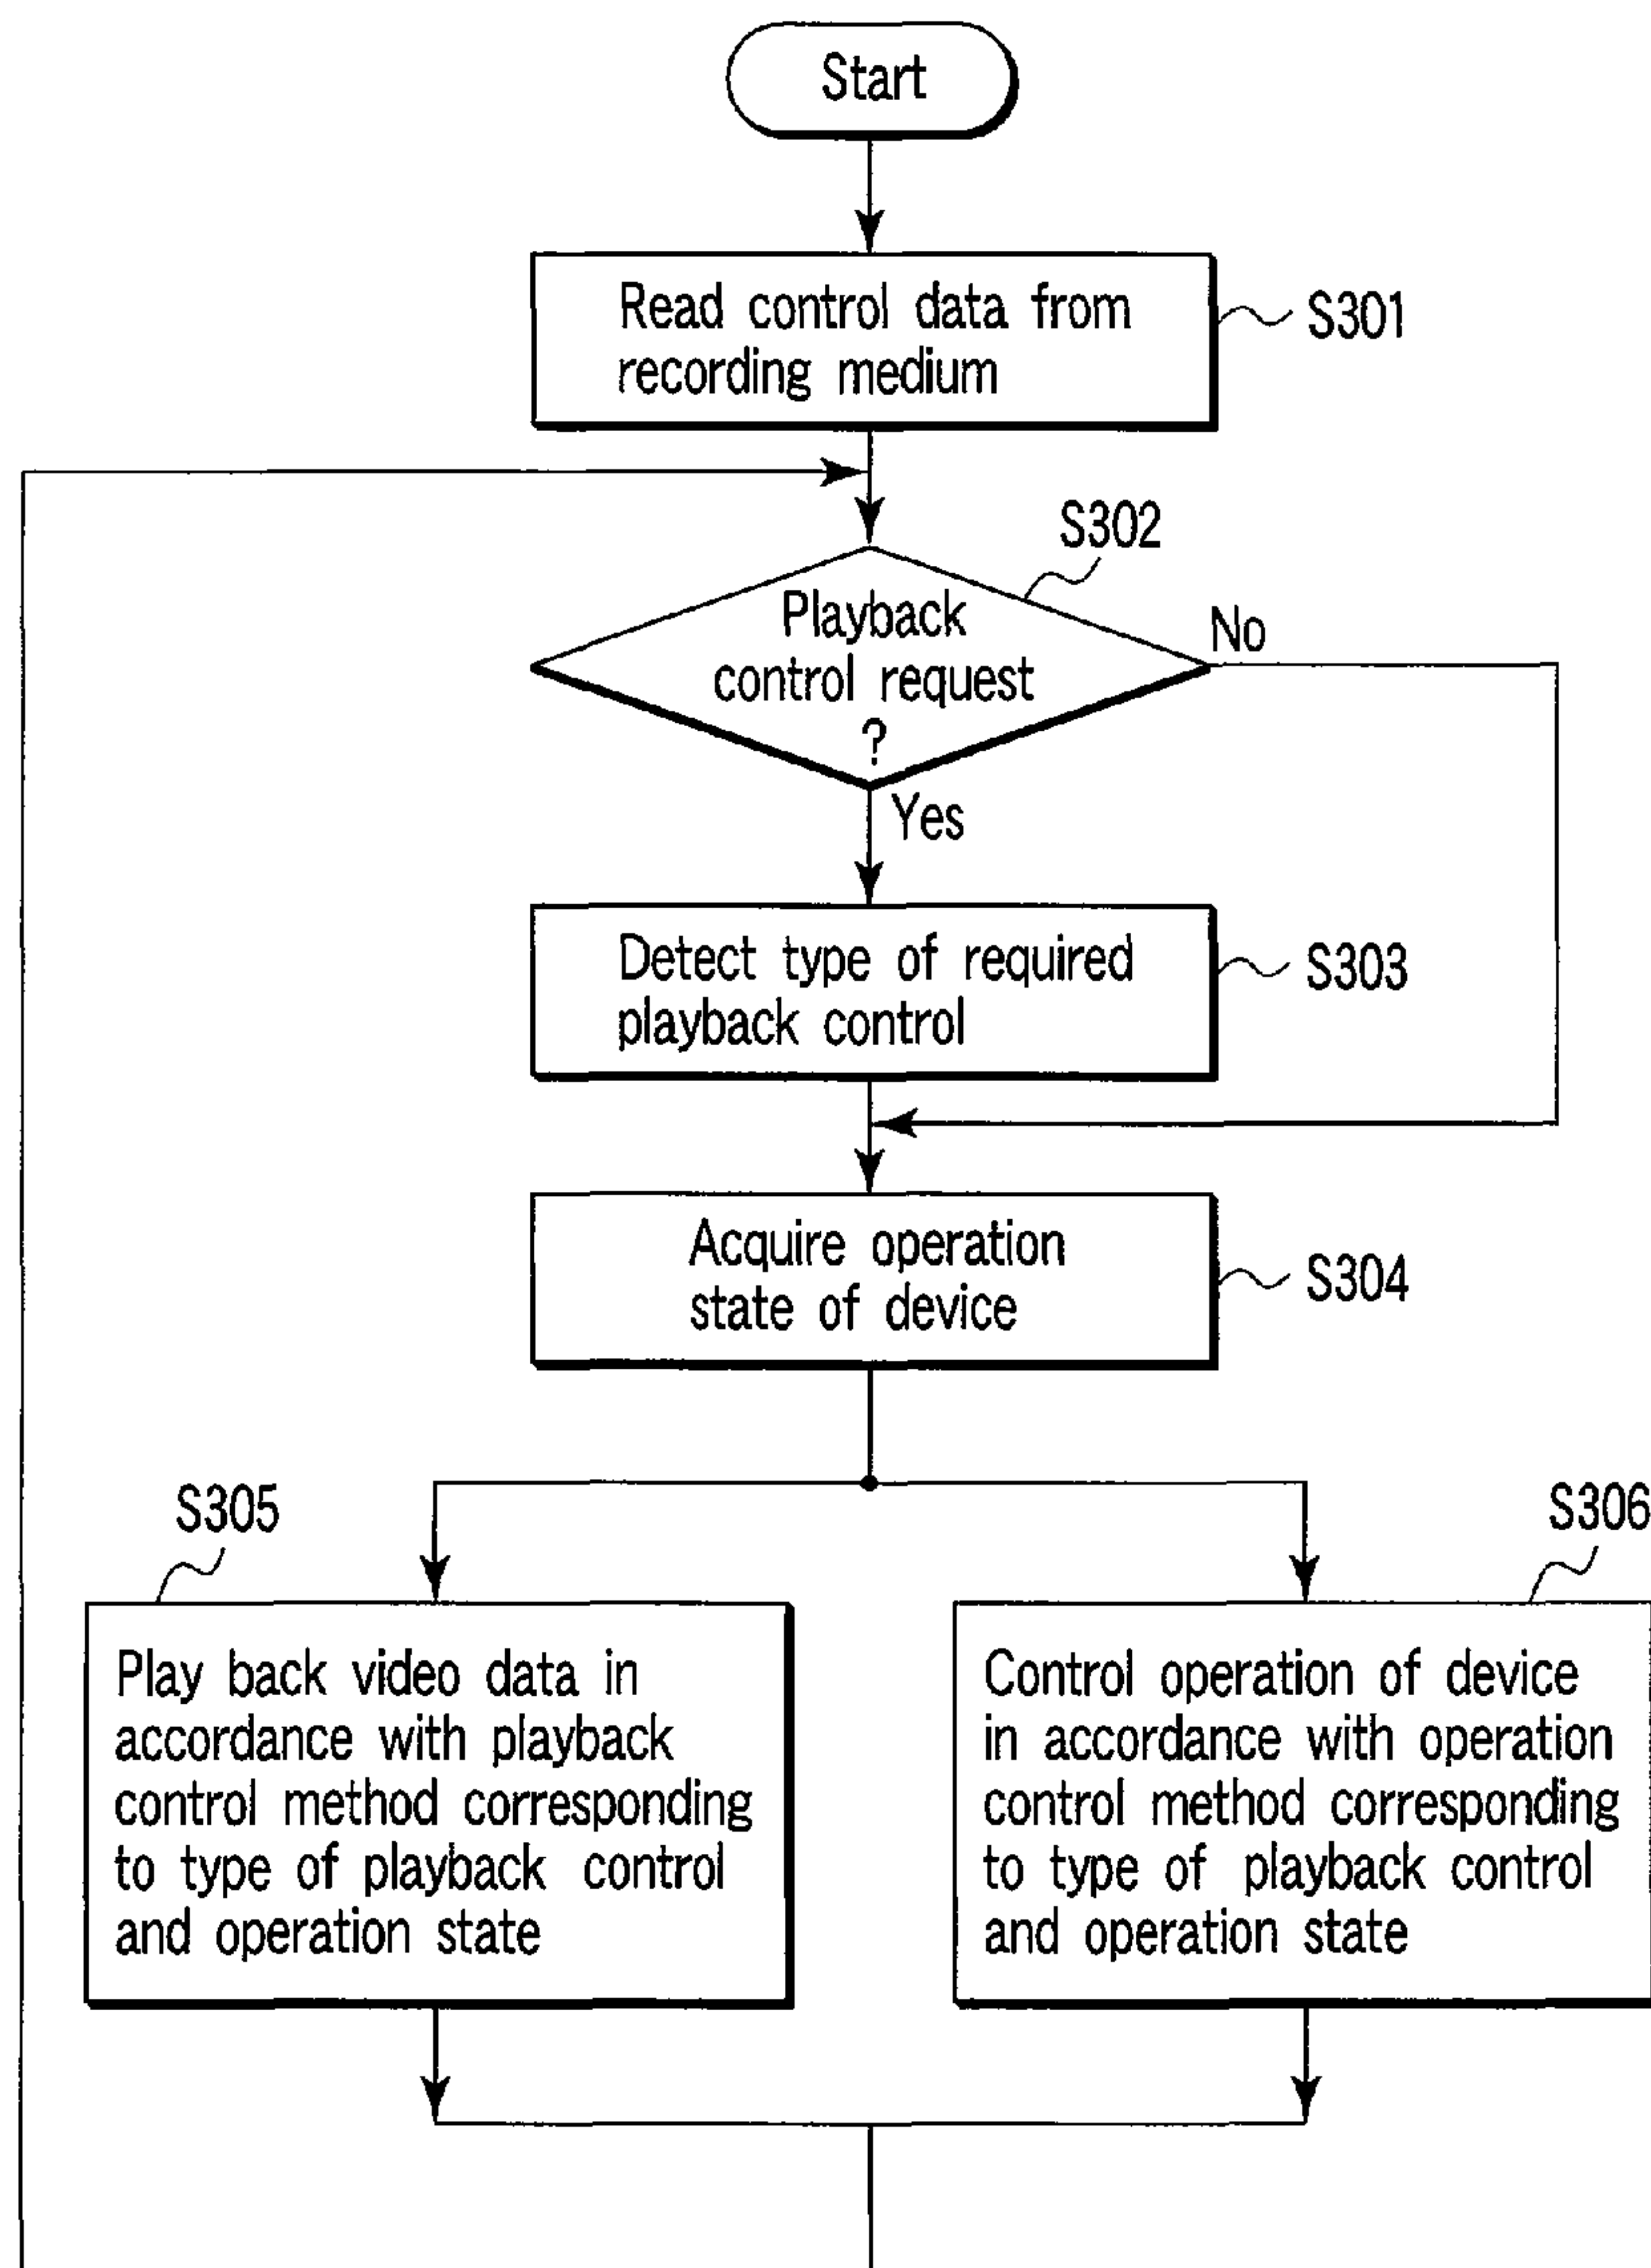 Start
Read control data from
recording medium
S301
S302
Playback
control request
?
No
Yes
Detect type of required
playback control
S303
Acquire operation
state of device
S304
S305
Play back video data in
accordance with playback
control method corresponding
to type of playback control
and operation state
S306
Control operation of device
in accordance with operation
control method corresponding
to type of playback control
and operation state